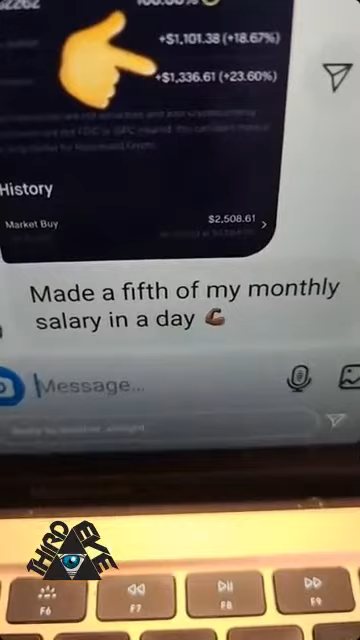 +$1,101.38 (+18.67%)
+$1,336.61 (+23.60%)
History
Market Buy
$2,508.61
Made a fifth of my monthly
salary in a day 💪🏾
Message...
THIRD EYE
F6
F7
F8
F9